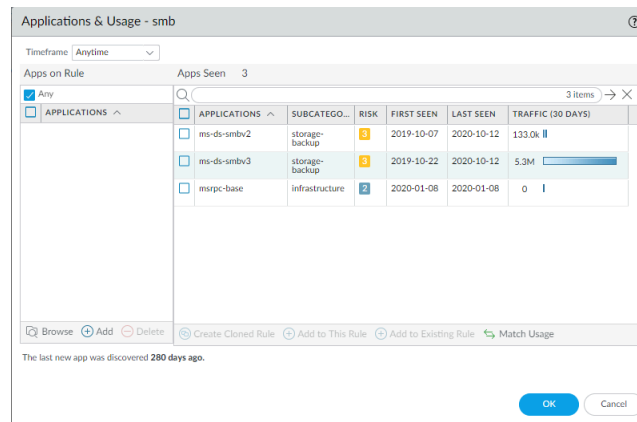 Applications & Usage - smb
Timeframe Anytime
Apps on Rule
Apps Seen 3
Any
3 items
APPLICATIONS
APPLICATIONS SUBCATEGO... RISK FIRST SEEN LAST SEEN TRAFFIC (30 DAYS)
ms-ds-smbv2 storage-backup 3 2019-10-07 2020-10-12 133.0k
ms-ds-smbv3 storage-backup 3 2019-10-22 2020-10-12 5.3M
msrpc-base infrastructure 2 2020-01-08 2020-01-08 0
Browse Add Delete
Create Cloned Rule Add to This Rule Add to Existing Rule Match Usage
The last new app was discovered 280 days ago.
OK Cancel